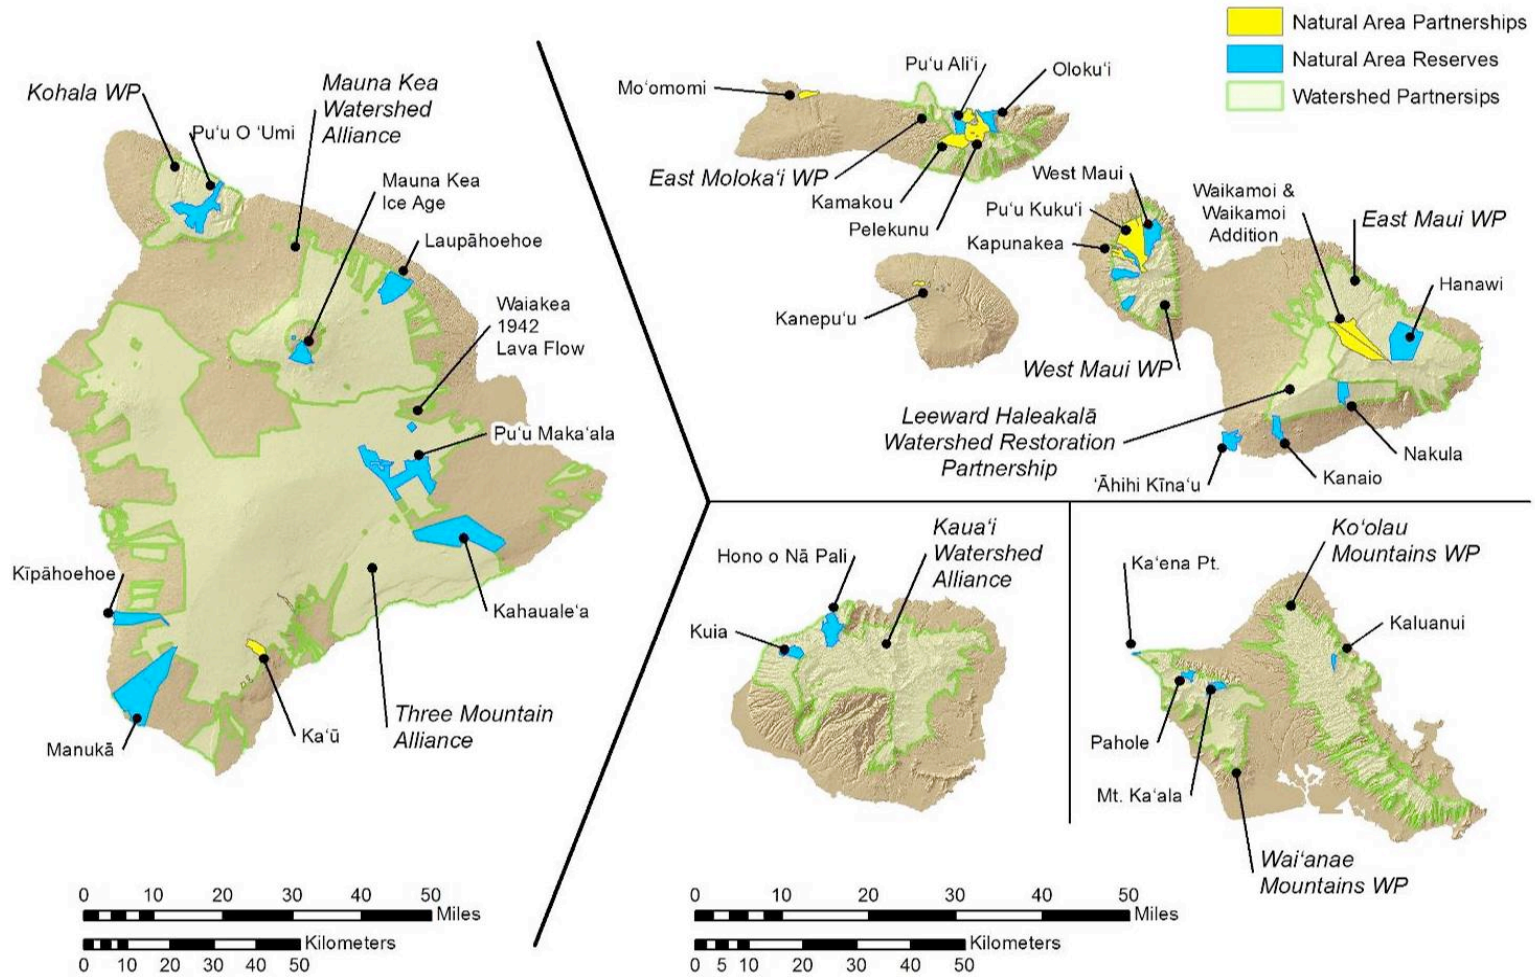 Natural Area Partnerships
Natural Area Reserves
Watershed Partnersips
Kohala WP
Pu‘u O ‘Umi
Mauna Kea
Watershed
Alliance
Mauna Kea
Ice Age
Laupāhoehoe
Waiakea
1942
Lava Flow
Pu‘u Maka‘ala
Kahauale‘a
Kīpāhoehoe
Manukā
Ka‘ū
Three Mountain
Alliance
0 10 20 30 40 50
Miles
Kilometers
0 10 20 30 40 50
Mo‘omomi
Pu‘u Ali‘i
Oloku‘i
East Moloka‘i WP
Kamakou
Pelekunu
Kanepu‘u
West Maui
Pu‘u Kuku‘i
Kapunakea
West Maui WP
Waikamoi &
Waikamoi
Addition
East Maui WP
Hanawi
Leeward Haleakalā
Watershed Restoration
Partnership
‘Āhihi Kīna‘u
Kanaio
Nakula
Hono o Nā Pali
Kuia
Kaua‘i
Watershed
Alliance
Ko‘olau
Mountains WP
Ka‘ena Pt.
Kaluanui
Pahole
Mt. Ka‘ala
Wai‘anae
Mountains WP
0 10 20 30 40 50
Miles
Kilometers
0 5 10 20 30 40 50